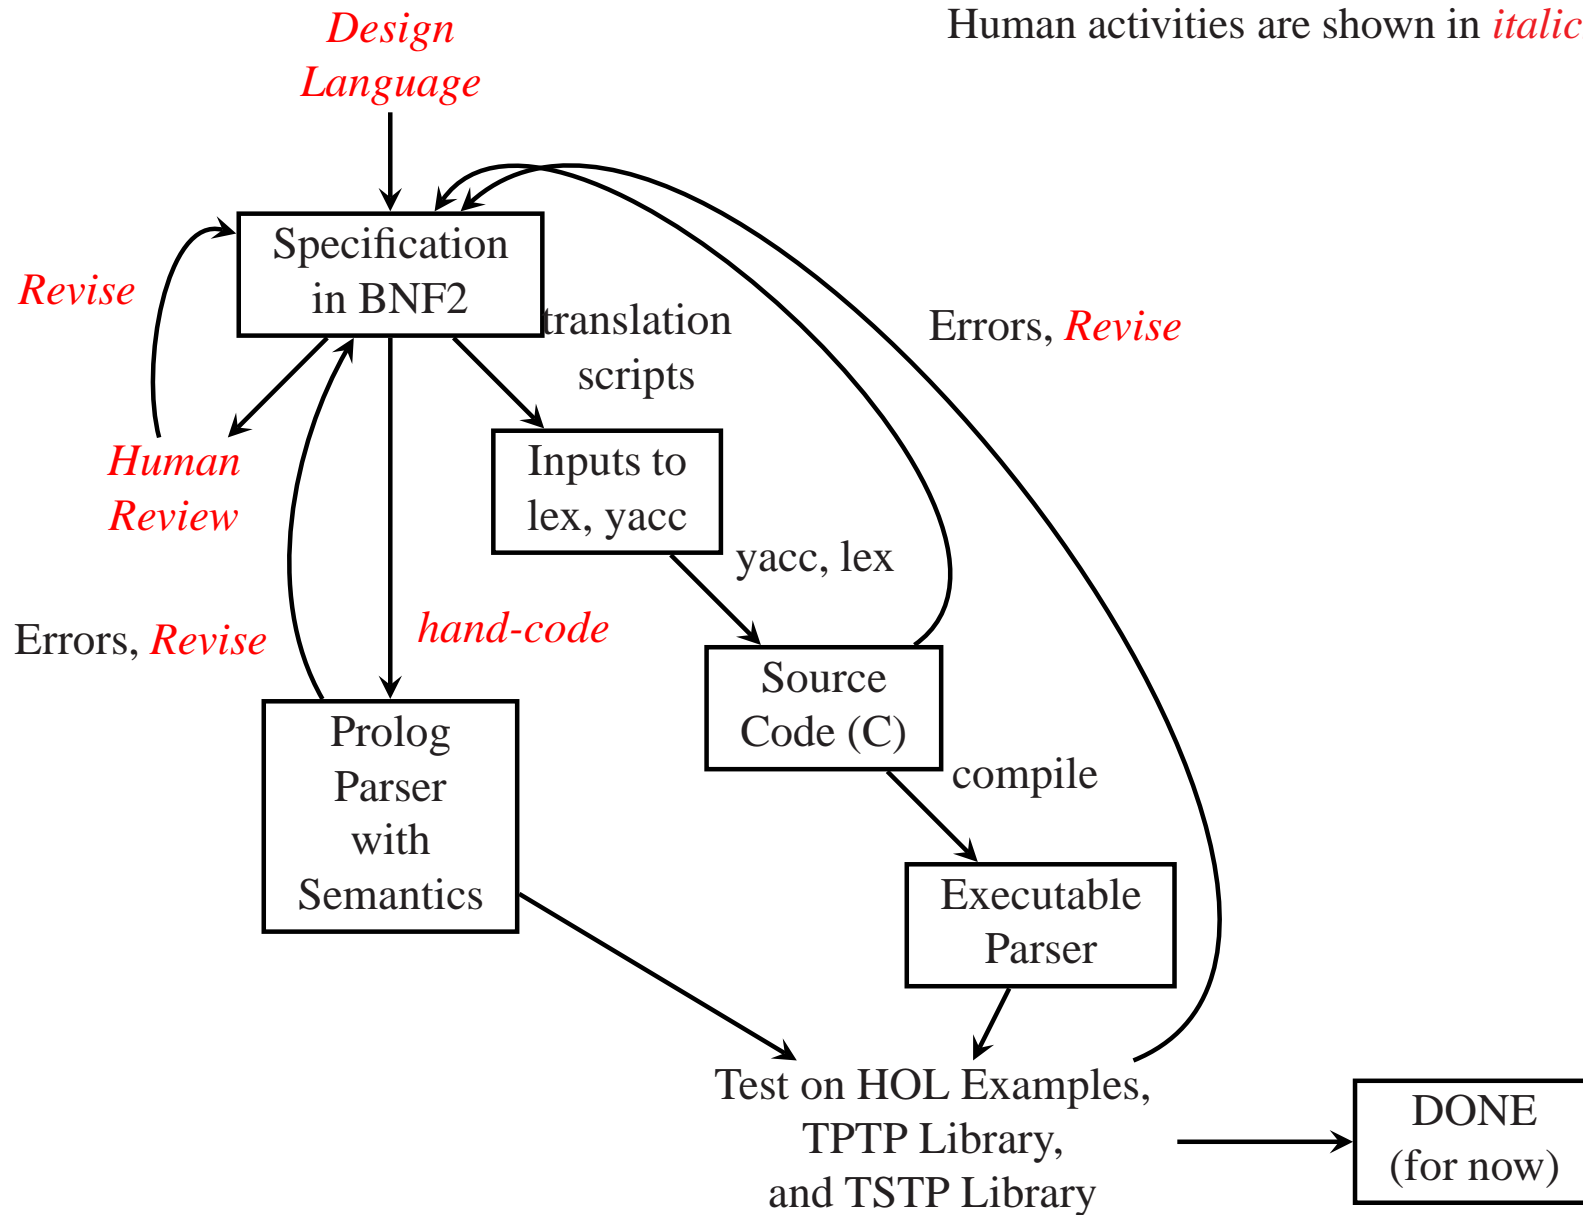 Human activities are shown in italic
Design
Language
Specification
in BNF2
Revise
translation
scripts
Errors, Revise
Human
Review
Inputs to
lex, yacc
yacc, lex
Errors, Revise
hand-code
Source
Code (C)
Prolog
Parser
with
Semantics
compile
Executable
Parser
Test on HOL Examples,
TPTP Library,
and TSTP Library
DONE
(for now)